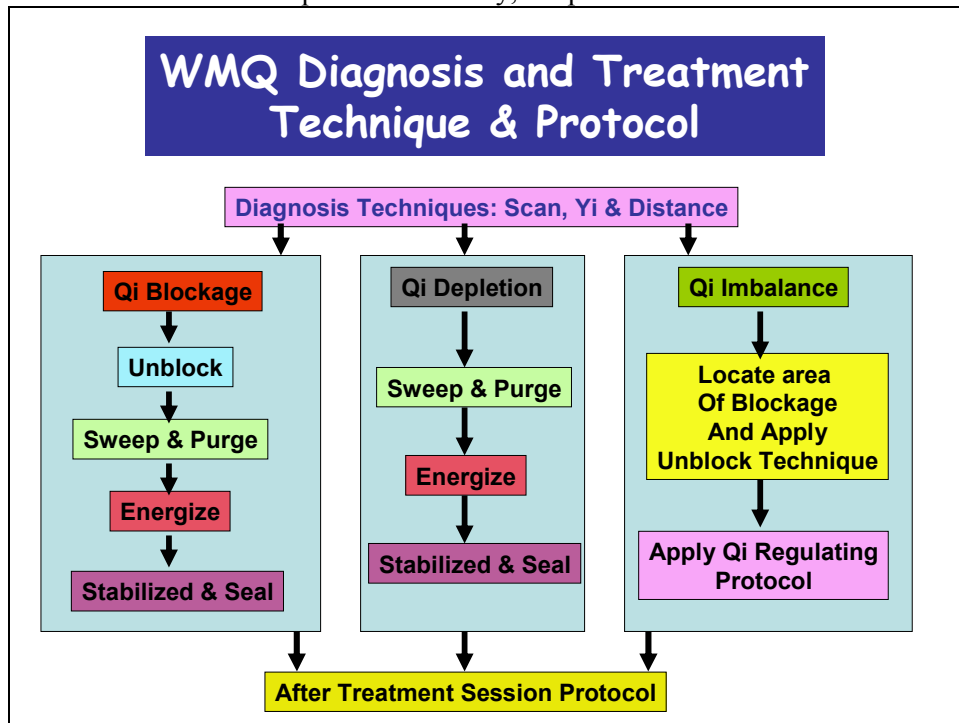 WMQ Diagnosis and Treatment
Technique & Protocol
Diagnosis Techniques: Scan, Yi & Distance
Qi Blockage
Unblock
Sweep & Purge
Energize
Stabilized & Seal
Qi Depletion
Sweep & Purge
Energize
Stabilized & Seal
Qi Imbalance
Locate area
Of Blockage
And Apply
Unblock Technique
Apply Qi Regulating
Protocol
After Treatment Session Protocol